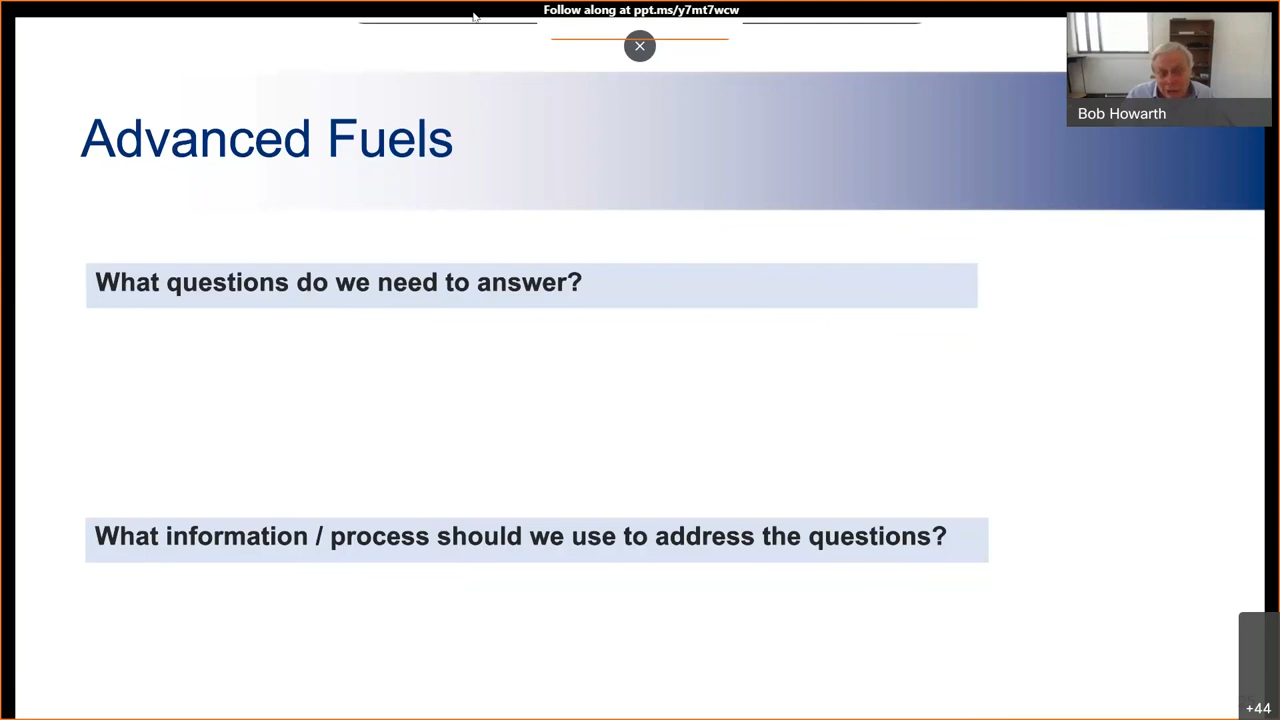 Follow along at ppt.ms/y7mt7wcw
Bob Howarth
Advanced Fuels
What questions do we need to answer?
What information / process should we use to address the questions?
+44